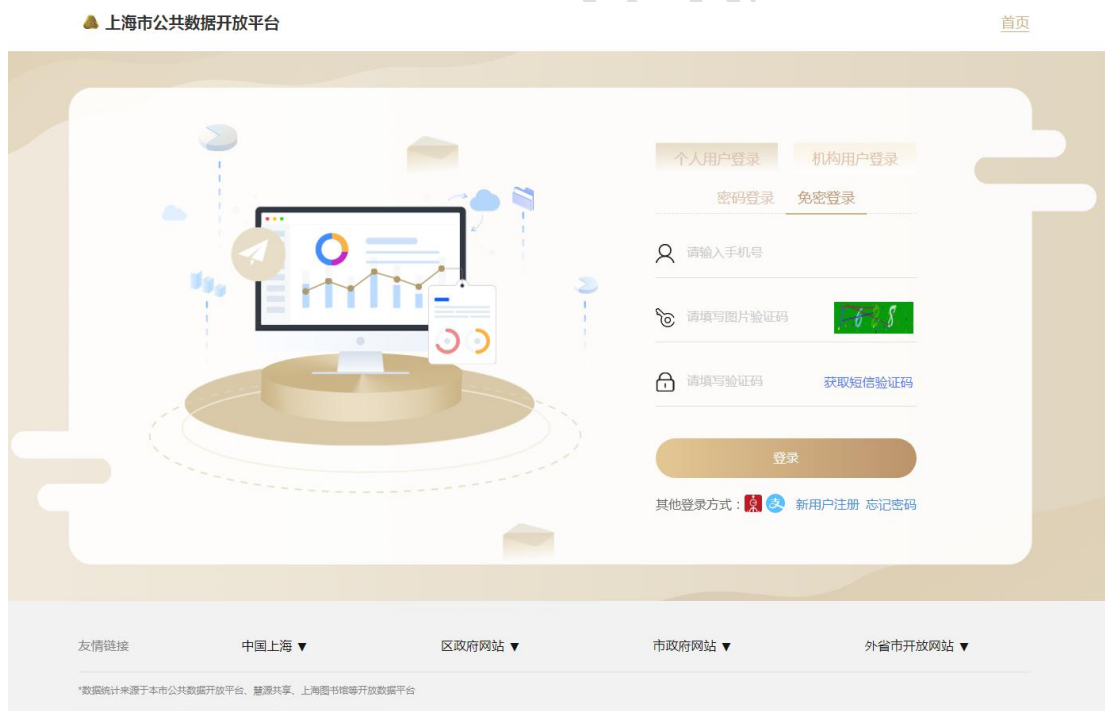 上海市公共数据开放平台
首页
个人用户登录 机构用户登录
密码登录 免密登录
请输入手机号
请填写图片验证码
请填写验证码 获取短信验证码
登录
其他登录方式： 新用户注册 忘记密码
友情链接 中国上海▼ 区政府网站▼ 市政府网站▼ 外省市开放网站▼
*数据统计来源于本市公共数据开放平台、慧源共享、上海图书馆等开放数据平台